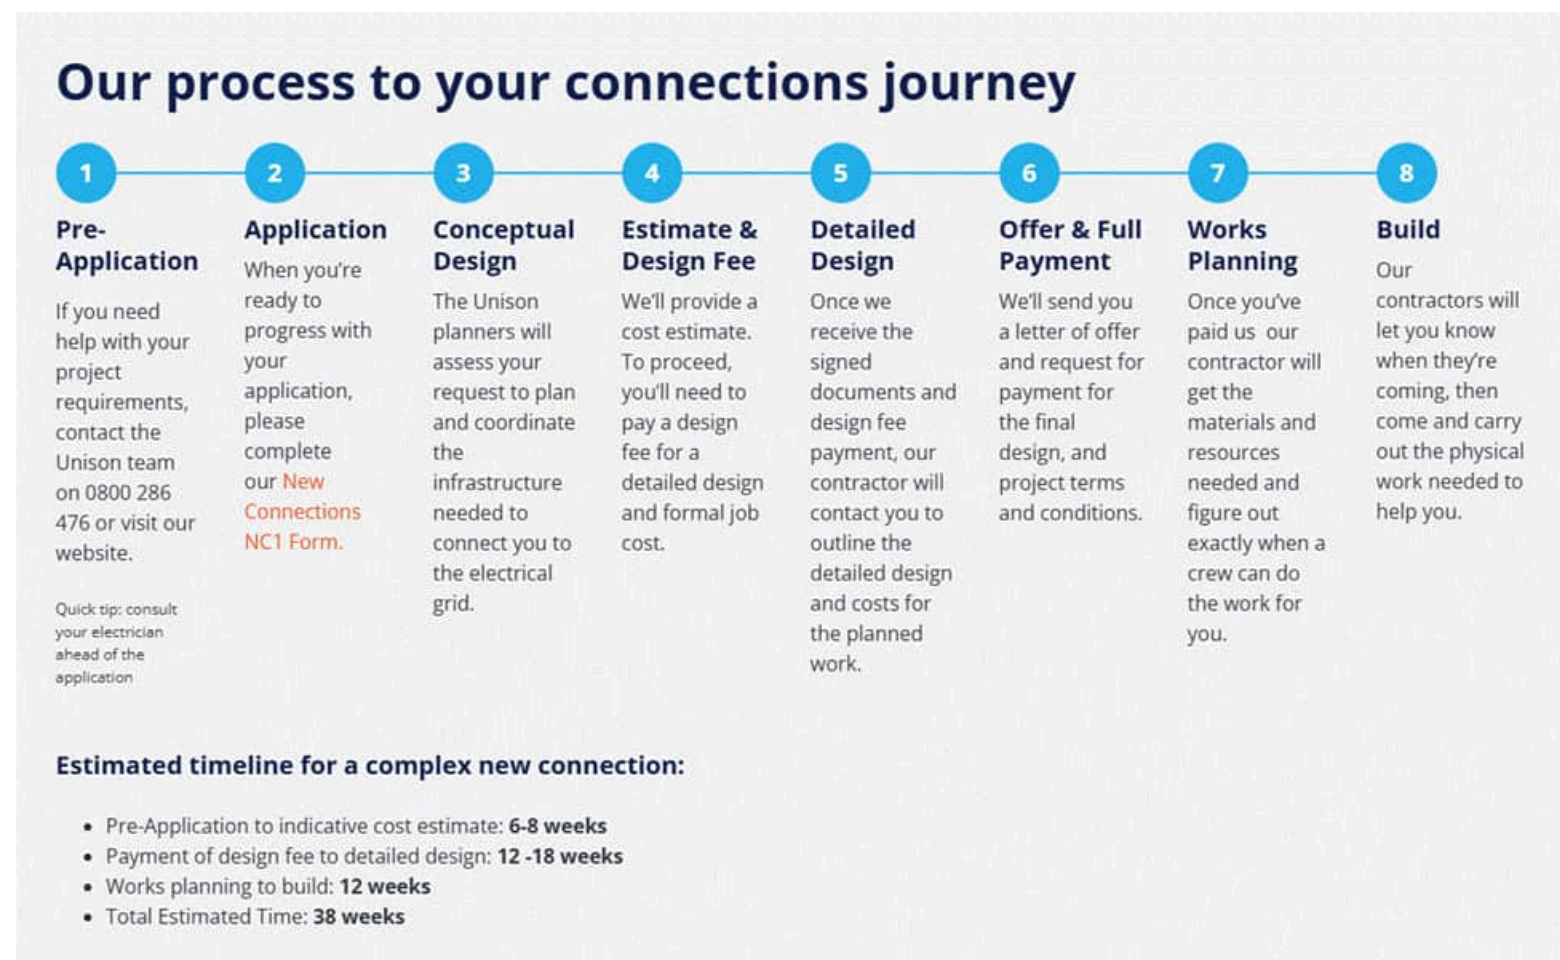 Our process to your connections journey
1
Pre-
Application
If you need
help with your
project
requirements,
contact the
Unison team
on 0800 286
476 or visit our
website.
Quick tip: consult
your electrician
ahead of the
application
2
Application
When you're
ready to
progress with
your
application,
please
complete
our New
Connections
NC1 Form.
3
Conceptual
Design
The Unison
planners will
assess your
request to plan
and coordinate
the
infrastructure
needed to
connect you to
the electrical
grid.
4
Estimate &
Design Fee
We'll provide a
cost estimate.
To proceed,
you'll need to
pay a design
fee for a
detailed design
and formal job
cost.
5
Detailed
Design
Once we
receive the
signed
documents and
design fee
payment, our
contractor will
contact you to
outline the
detailed design
and costs for
the planned
work.
6
Offer & Full
Payment
We'll send you
a letter of offer
and request for
payment for
the final
design, and
project terms
and conditions.
7
Works
Planning
Once you've
paid us  our
contractor will
get the
materials and
resources
needed and
figure out
exactly when a
crew can do
the work for
you.
8
Build
Our
contractors will
let you know
when they're
coming, then
come and carry
out the physical
work needed to
help you.
Estimated timeline for a complex new connection:
• Pre-Application to indicative cost estimate: 6-8 weeks
• Payment of design fee to detailed design: 12 -18 weeks
• Works planning to build: 12 weeks
• Total Estimated Time: 38 weeks